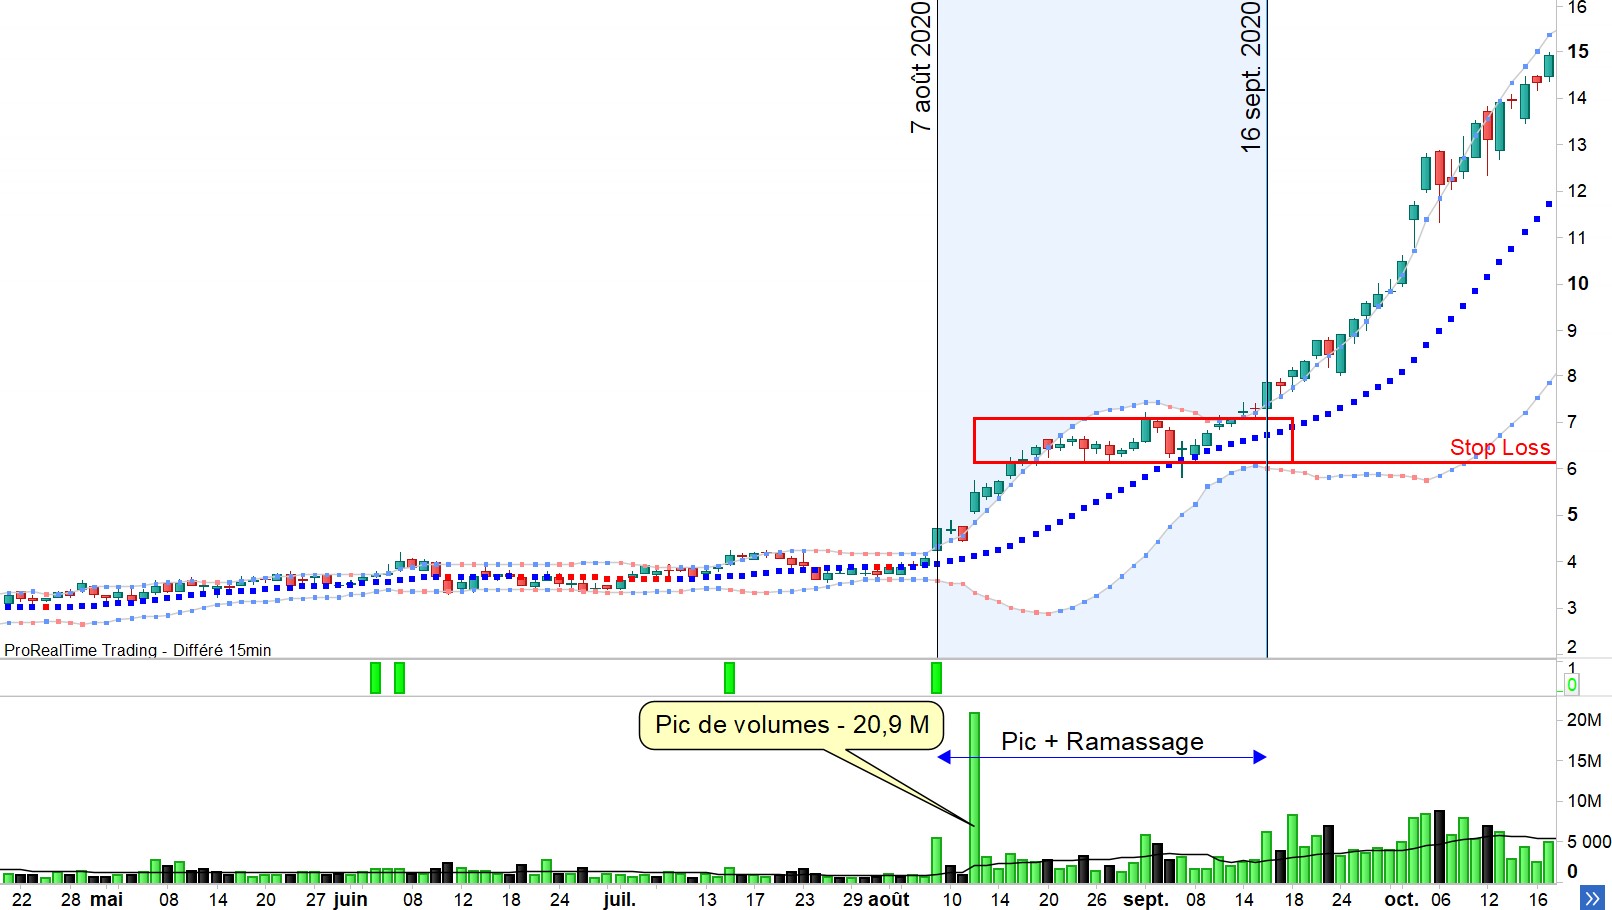 7 août 2020
16 sept. 2020
16
15
14
13
12
11
10
9
8
7
6
5
4
3
2
Stop Loss
ProRealTime Trading - Différé 15min
1
0
Pic de volumes - 20,9 M
Pic + Ramassage
20M
15M
10M
5 000
0
22 28 mai 08 14 20 27 juin 08 12 18 24 juil. 13 17 23 29 août 10 14 20 26 sept. 08 14 18 24 oct. 06 12 16